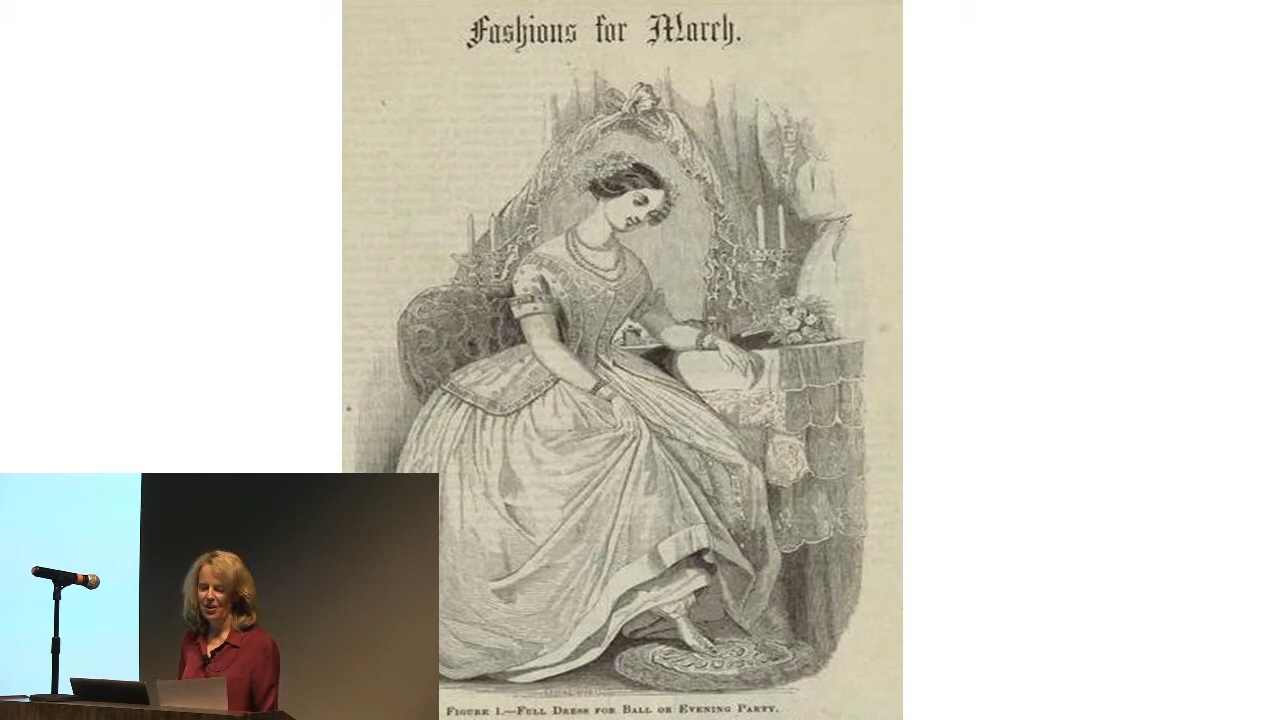 Fashions for March.
Figure 1.—Full Dress for Ball or Evening Party.